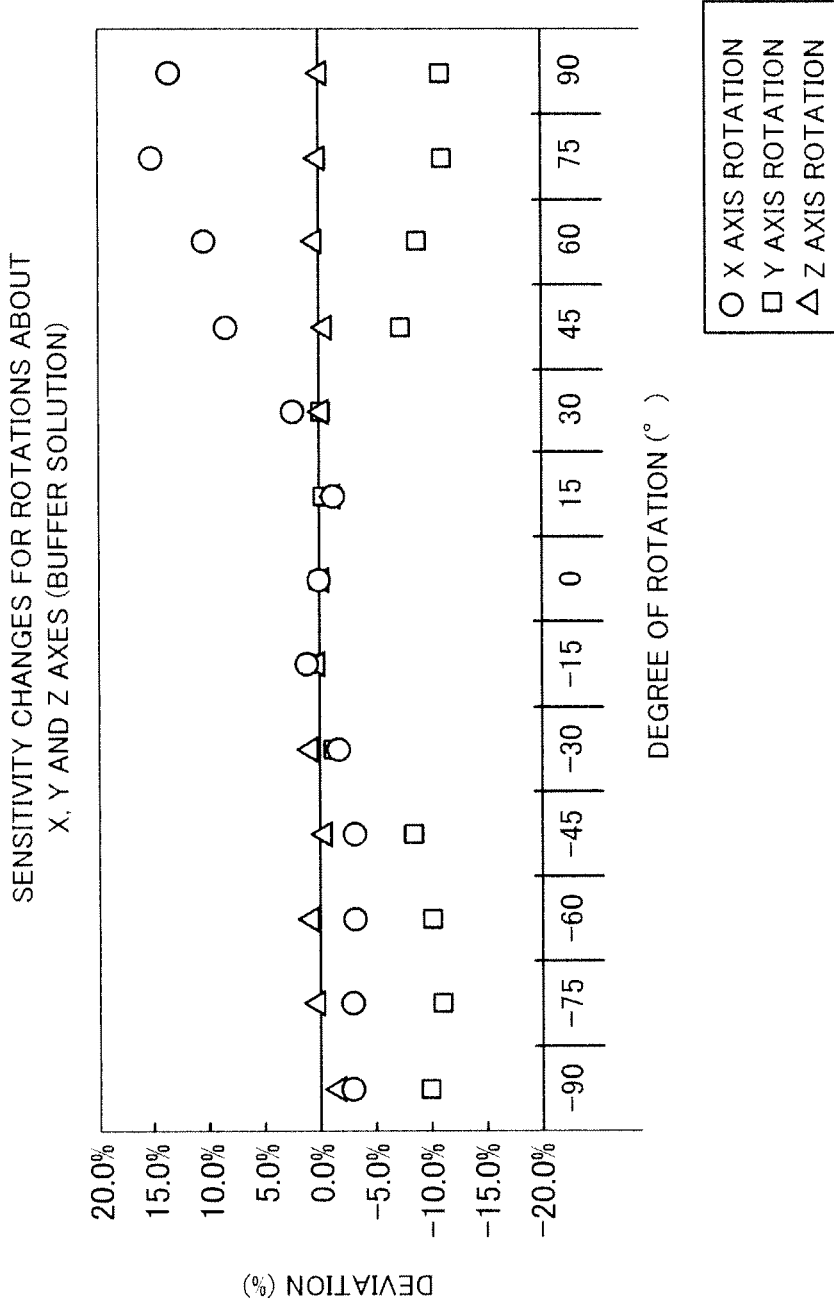 SENSITIVITY CHANGES FOR ROTATIONS ABOUT
X, Y AND Z AXES (BUFFER SOLUTION)
DEVIATION (%)
20.0%
15.0%
10.0%
5.0%
0.0%
-5.0%
-10.0%
-15.0%
-20.0%
-90 -75 -60 -45 -30 -15 0 15 30 45 60 75 90
DEGREE OF ROTATION (°)
X AXIS ROTATION
Y AXIS ROTATION
Z AXIS ROTATION